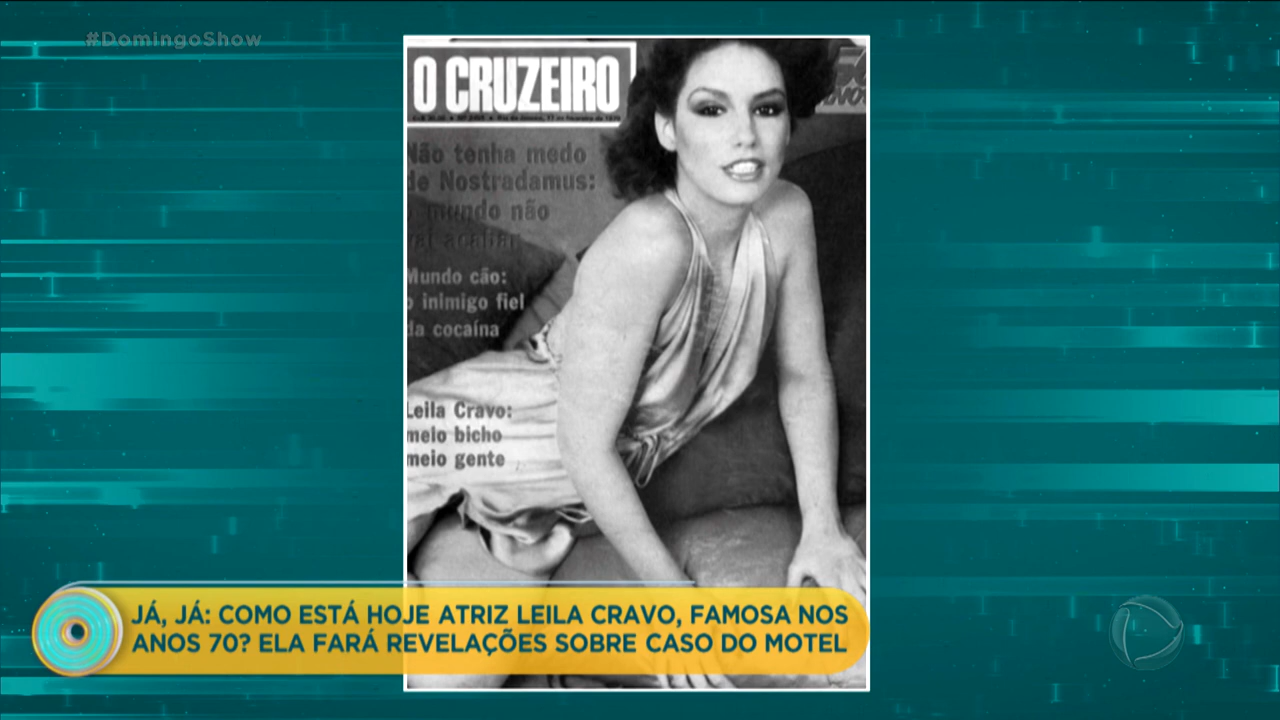 #DomingoShow
O CRUZEIRO
Não tenha medo
de Nostradamus:
o mundo não
vai acabar
Mundo cão:
o inimigo fiel
da cocaína
Leila Cravo:
meio bicho
meio gente
JÁ, JÁ: COMO ESTÁ HOJE ATRIZ LEILA CRAVO, FAMOSA NOS
ANOS 70? ELA FARÁ REVELAÇÕES SOBRE CASO DO MOTEL